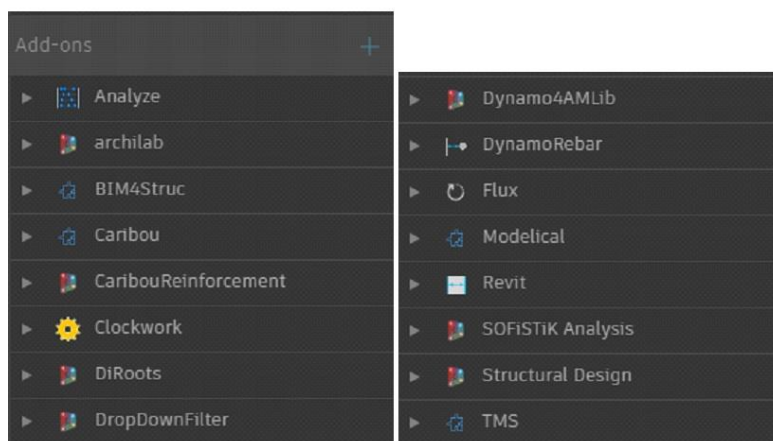 Add-ons
Analyze
archilab
BIM4Struc
Caribou
CaribouReinforcement
Clockwork
DiRoots
DropDownFilter
Dynamo4AMLib
DynamoRebar
Flux
Modelical
Revit
SOFiSTiK Analysis
Structural Design
TMS